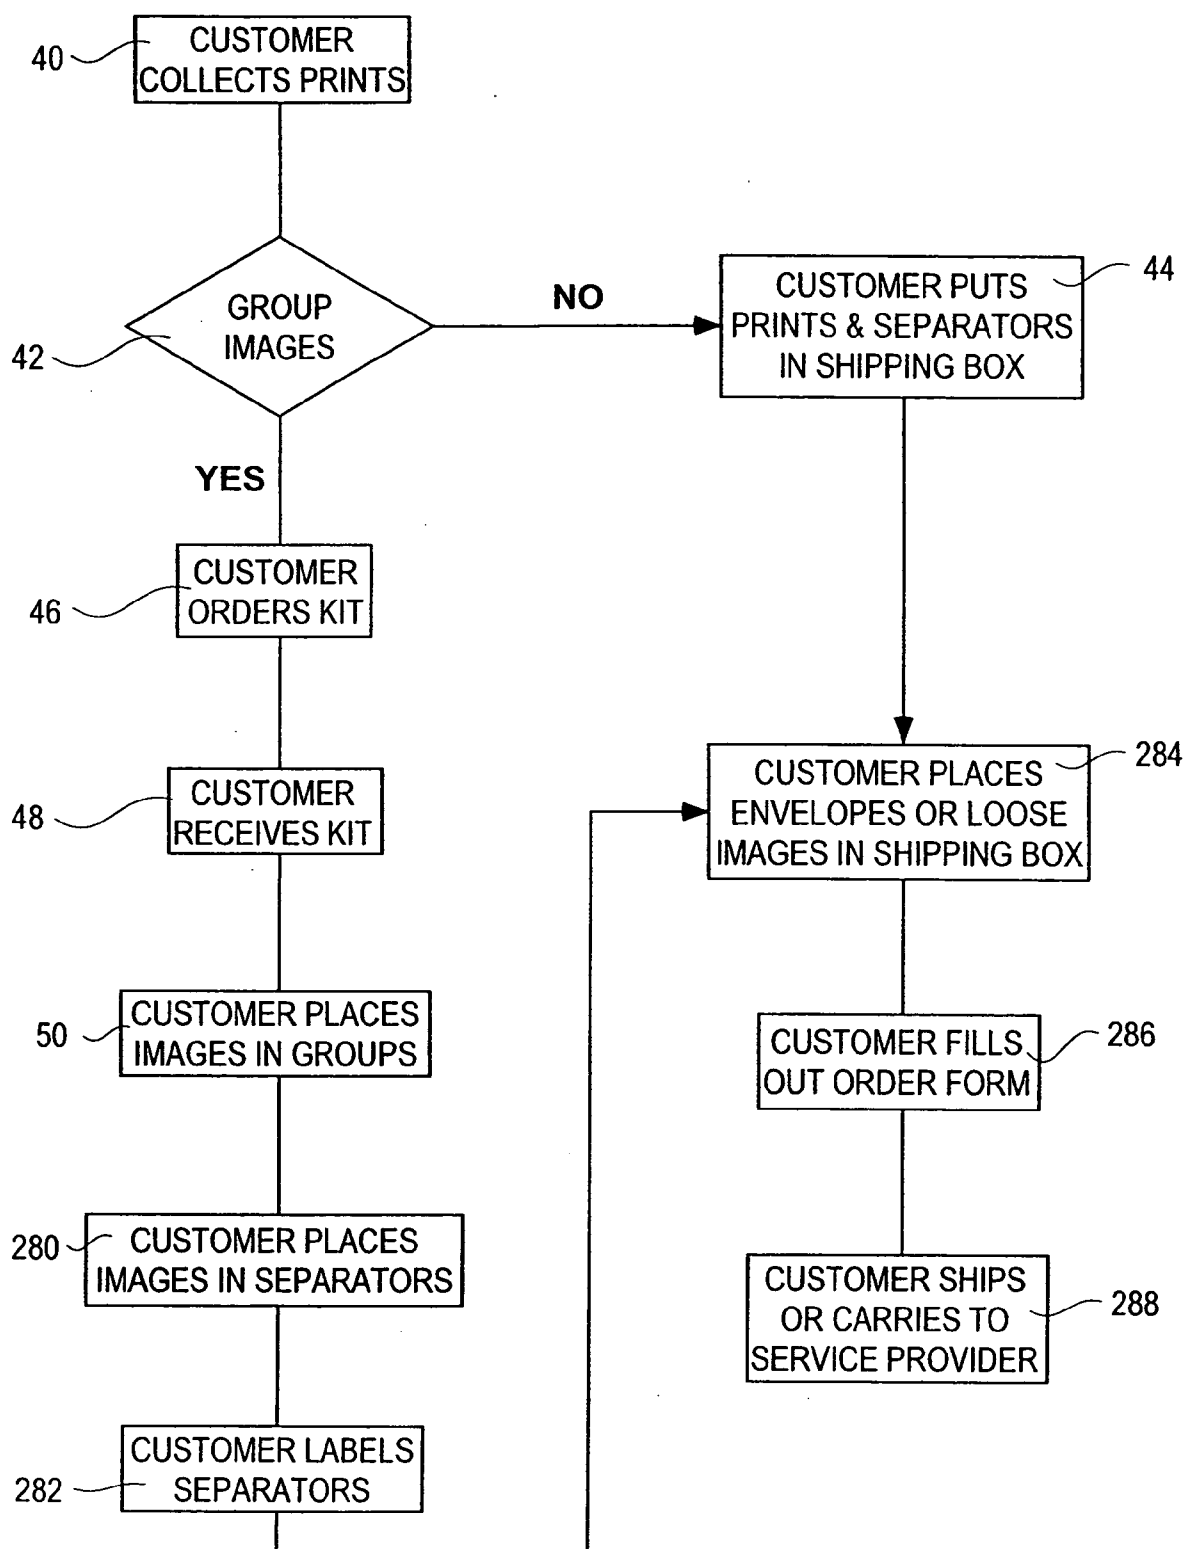 40
CUSTOMER
COLLECTS PRINTS
42
GROUP
IMAGES
NO
44
CUSTOMER PUTS
PRINTS & SEPARATORS
IN SHIPPING BOX
YES
46
CUSTOMER
ORDERS KIT
48
CUSTOMER
RECEIVES KIT
50
CUSTOMER PLACES
IMAGES IN GROUPS
280
CUSTOMER PLACES
IMAGES IN SEPARATORS
282
CUSTOMER LABELS
SEPARATORS
284
CUSTOMER PLACES
ENVELOPES OR LOOSE
IMAGES IN SHIPPING BOX
286
CUSTOMER FILLS
OUT ORDER FORM
288
CUSTOMER SHIPS
OR CARRIES TO
SERVICE PROVIDER